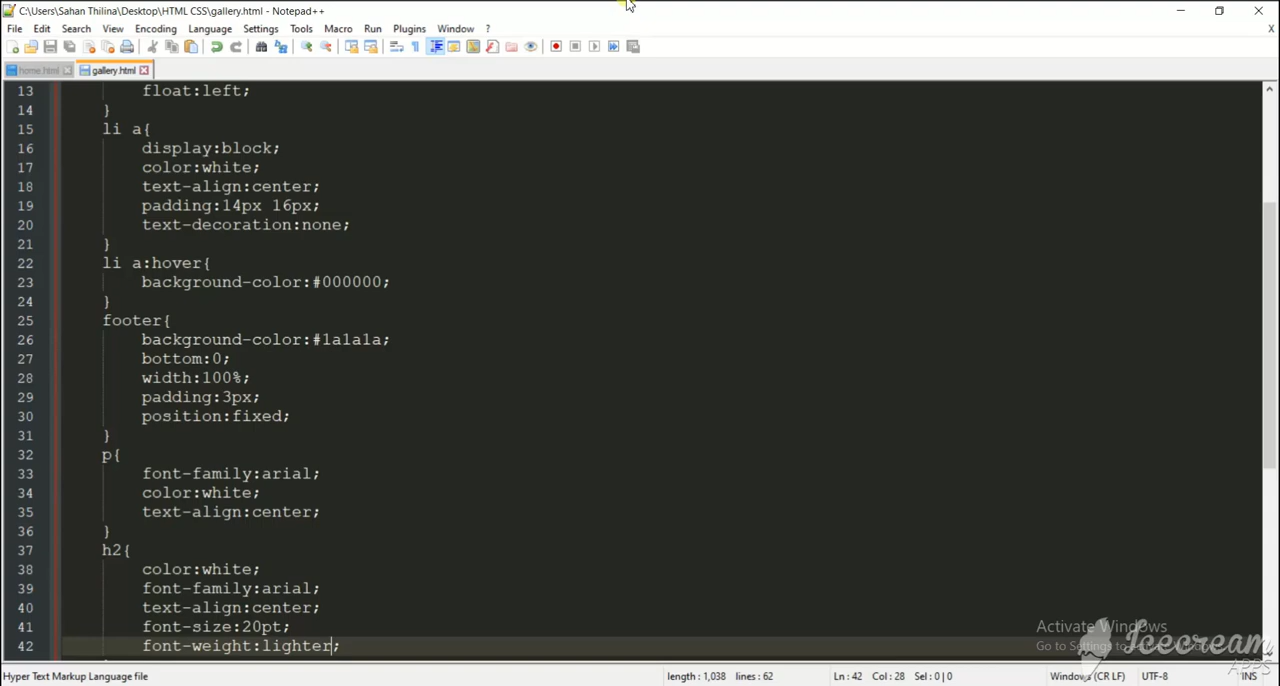 C:\Users\Sahan Thilina\Desktop\HTML CSS\gallery.html - Notepad++
File Edit Search View Encoding Language Settings Tools Macro Run Plugins Window ? X
home.html gallery.html
13 float:left;
14 }
15 li a{
16 display:block;
17 color:white;
18 text-align:center;
19 padding:14px 16px;
20 text-decoration:none;
21 }
22 li a:hover{
23 background-color:#000000;
24 }
25 footer{
26 background-color:#1a1a1a;
27 bottom:0;
28 width:100%;
29 padding:3px;
30 position:fixed;
31 }
32 p{
33 font-family:arial;
34 color:white;
35 text-align:center;
36 }
37 h2{
38 color:white;
39 font-family:arial;
40 text-align:center;
41 font-size:20pt;
42 font-weight:lighter;
Activate Windows
Go to Settings to activate
Icecream
APPS
Hyper Text Markup Language file length : 1,038 lines : 62 Ln : 42 Col : 28 Sel : 0 | 0 Windows (CR LF) UTF-8 INS